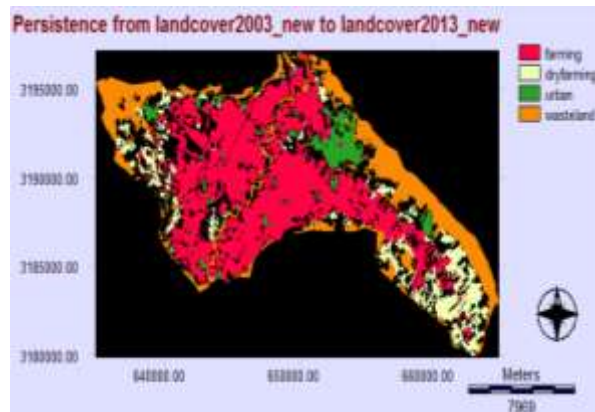 Persistence from landcover2003_new to landcover2013_new
farming
dryfarming
urban
wasteland
3195000.00
3190000.00
3185000.00
3180000.00
640000.00
650000.00
660000.00
Meters
7969